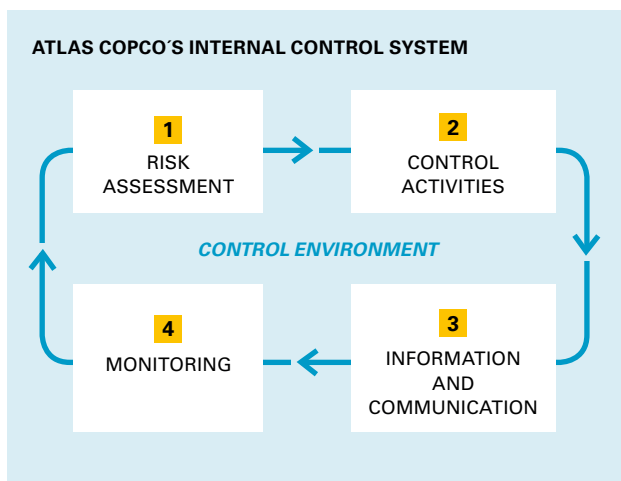 ATLAS COPCO´S INTERNAL CONTROL SYSTEM
1
RISK
ASSESSMENT
2
CONTROL
ACTIVITIES
CONTROL ENVIRONMENT
4
MONITORING
3
INFORMATION
AND
COMMUNICATION